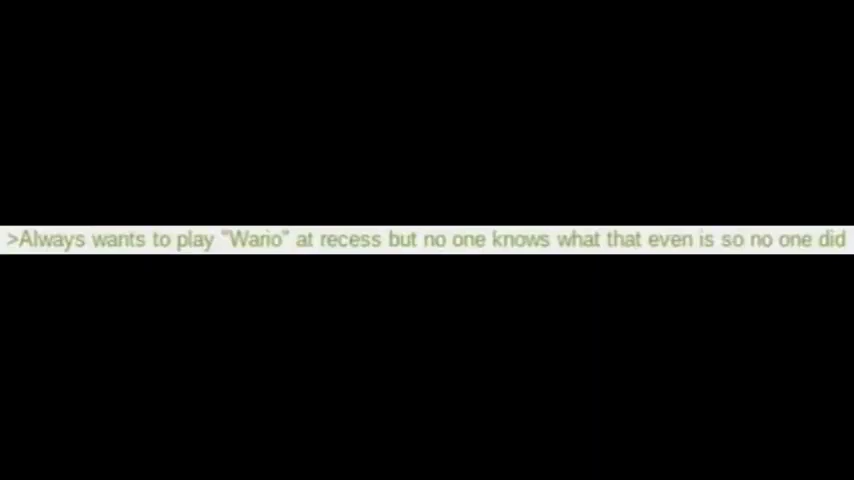 >Always wants to play "Wario" at recess but no one knows what that even is so no one did